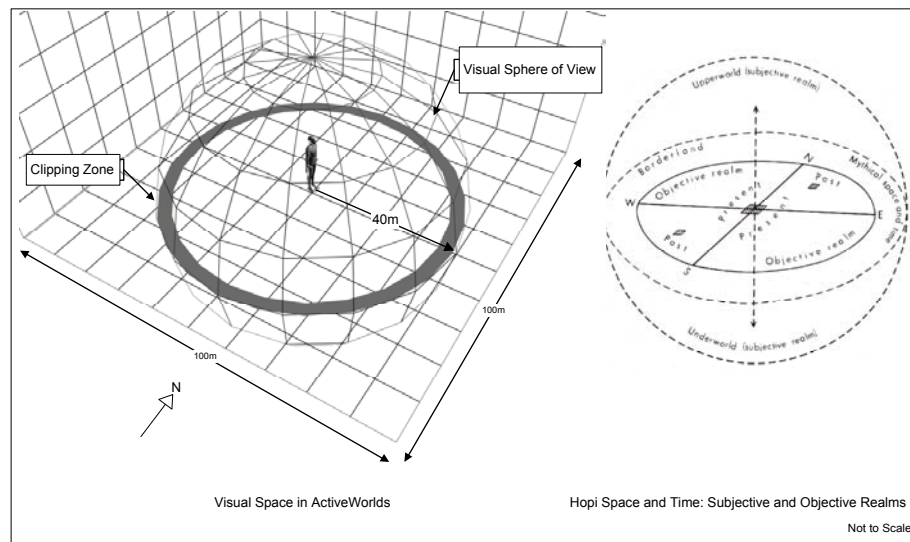 Visual Sphere of View
Clipping Zone
40m
100m
100m
N
Visual Space in ActiveWorlds
Upperworld (subjective realm)
Borderland
Mythical space and time
Objective realm
N
Past
Present
W
E
Present
Past
S
Objective realm
Underworld (subjective realm)
Hopi Space and Time: Subjective and Objective Realms
Not to Scale